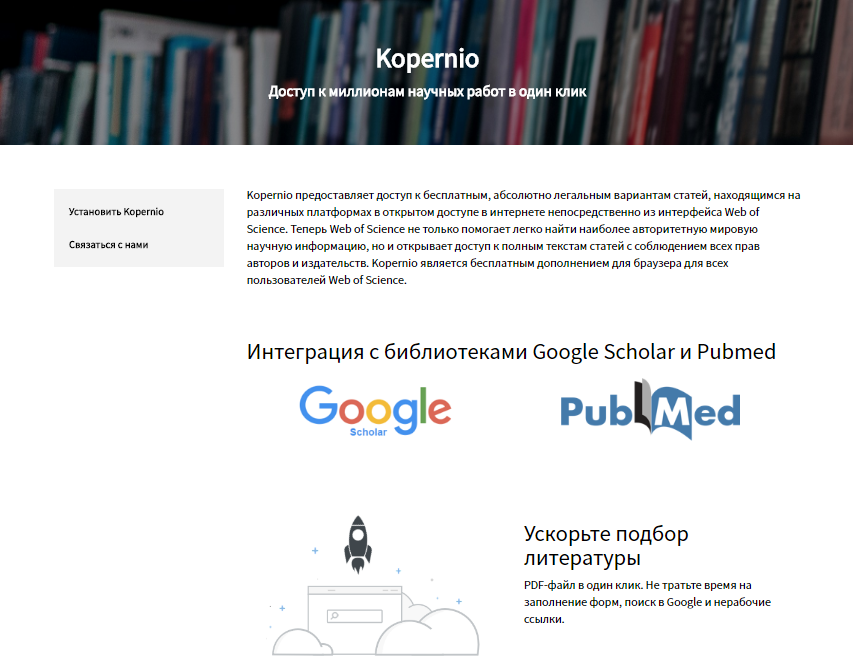 Kopernio
Доступ к миллионам научных работ в один клик
Установить Kopernio
Связаться с нами
Kopernio предоставляет доступ к бесплатным, абсолютно легальным вариантам статей, находящимся на
различных платформах в открытом доступе в интернете непосредственно из интерфейса Web of
Science. Теперь Web of Science не только помогает легко найти наиболее авторитетную мировую
научную информацию, но и открывает доступ к полным текстам статей с соблюдением всех прав
авторов и издательств. Kopernio является бесплатным дополнением для браузера для всех
пользователей Web of Science.
Интеграция с библиотеками Google Scholar и Pubmed
Google
Scholar
PubMed
Ускорьте подбор
литературы
PDF-файл в один клик. Не тратьте время на
заполнение форм, поиск в Google и нерабочие
ссылки.